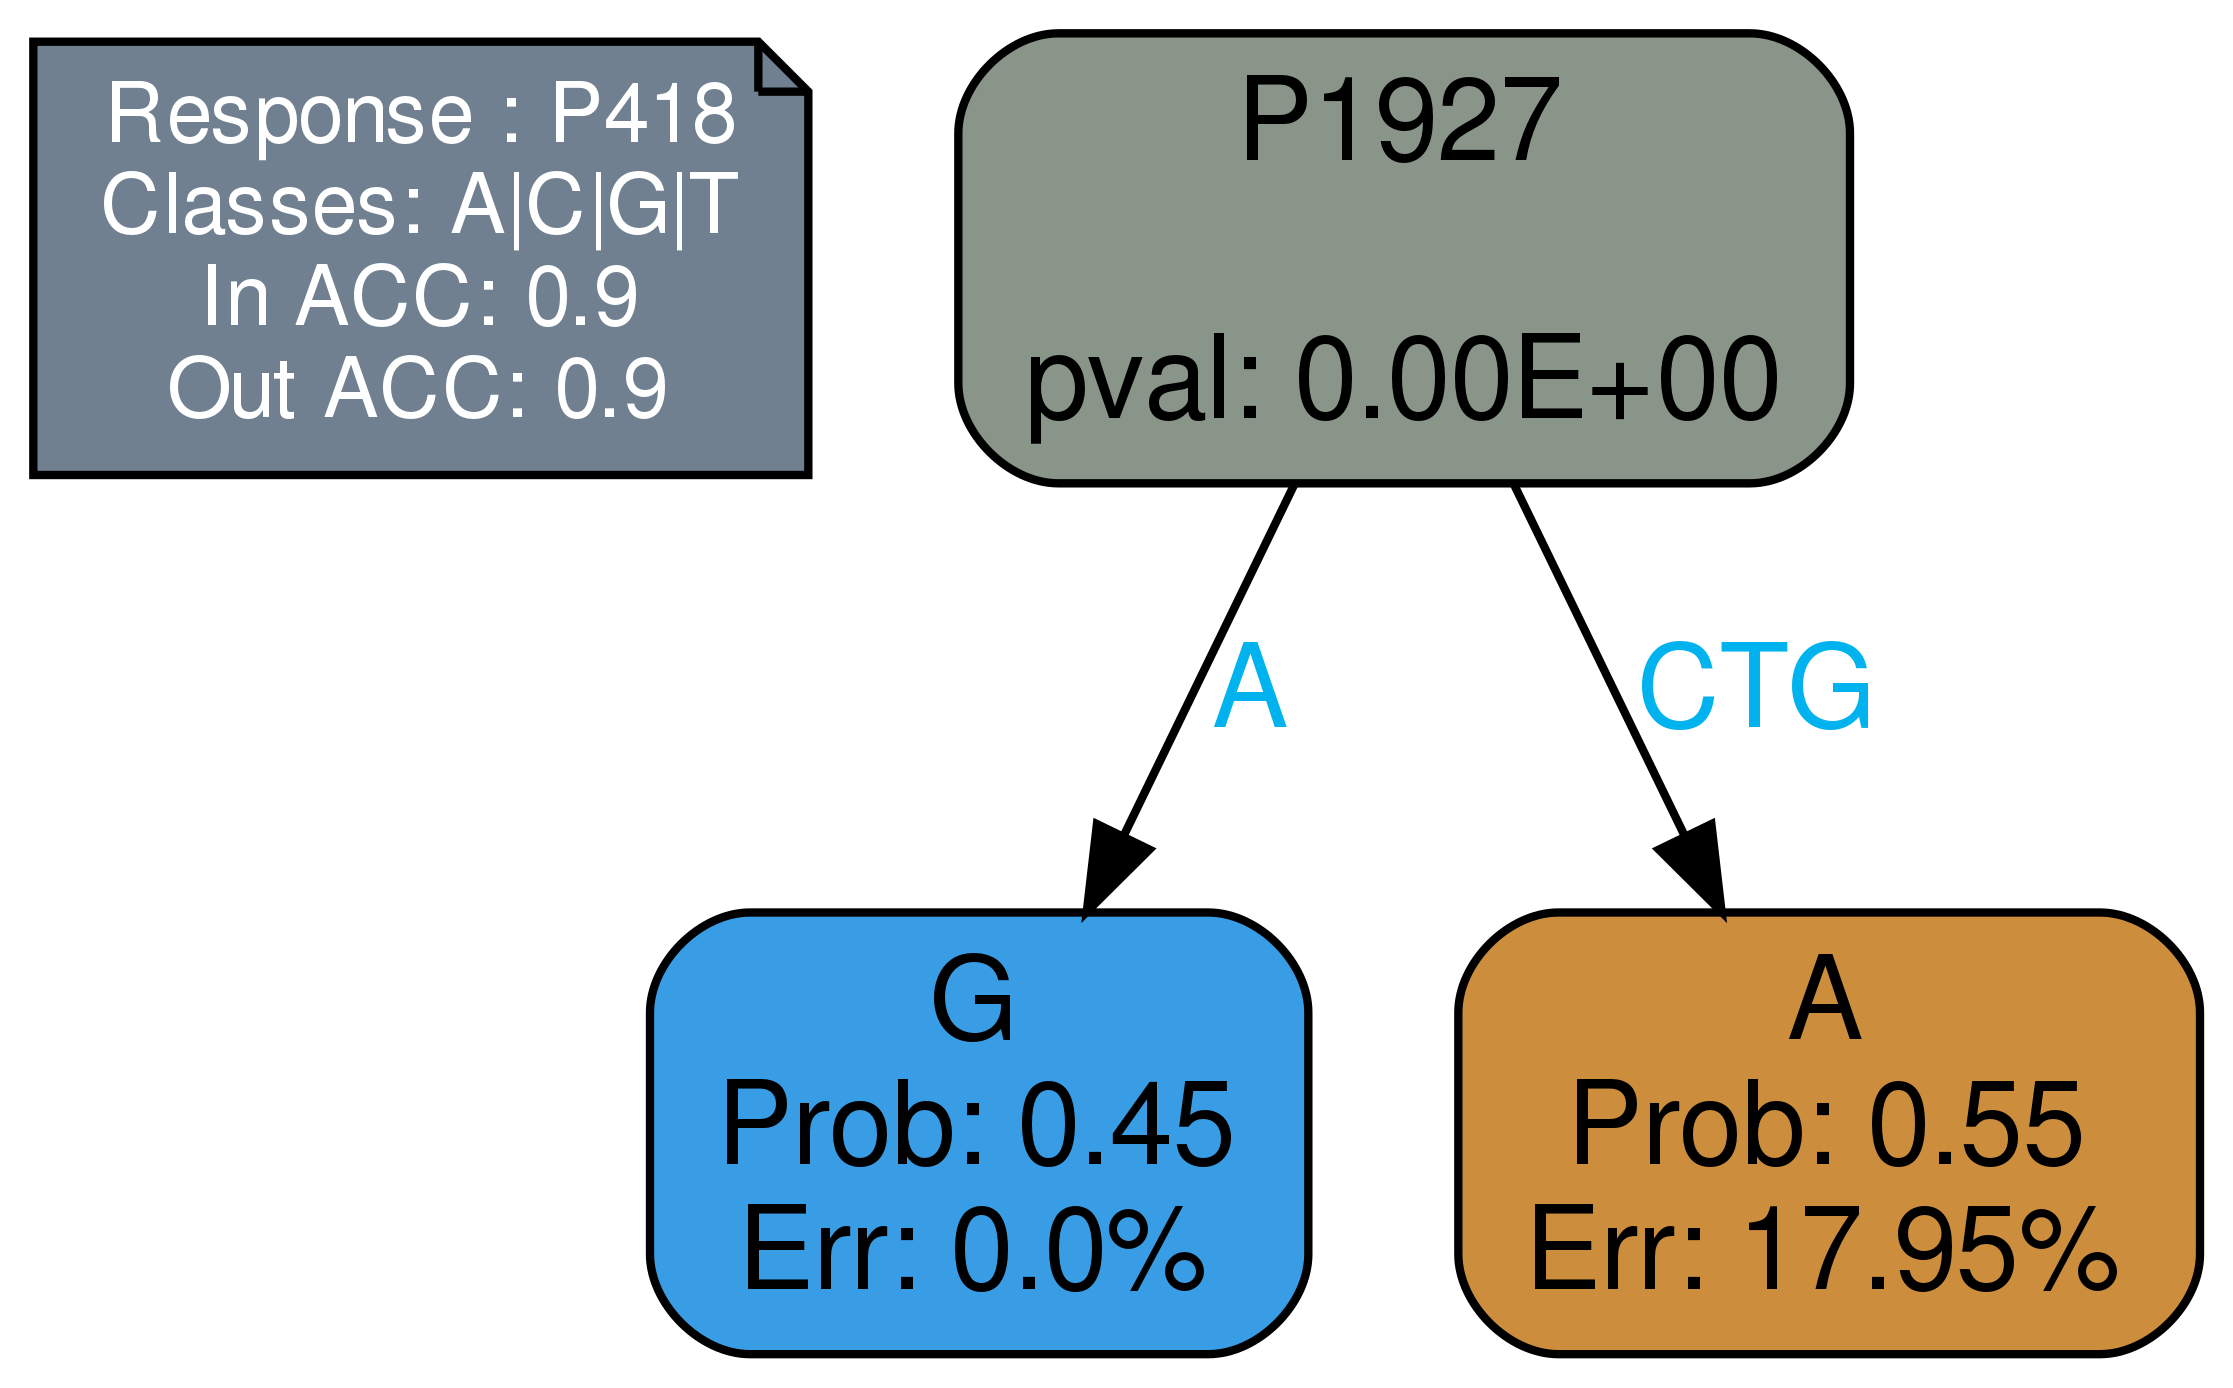 Response : P418
Classes: A|C|G|T
In ACC: 0.9
Out ACC: 0.9
P1927
pval: 0.00E+00
A
CTG
G
Prob: 0.45
Err: 0.0%
A
Prob: 0.55
Err: 17.95%